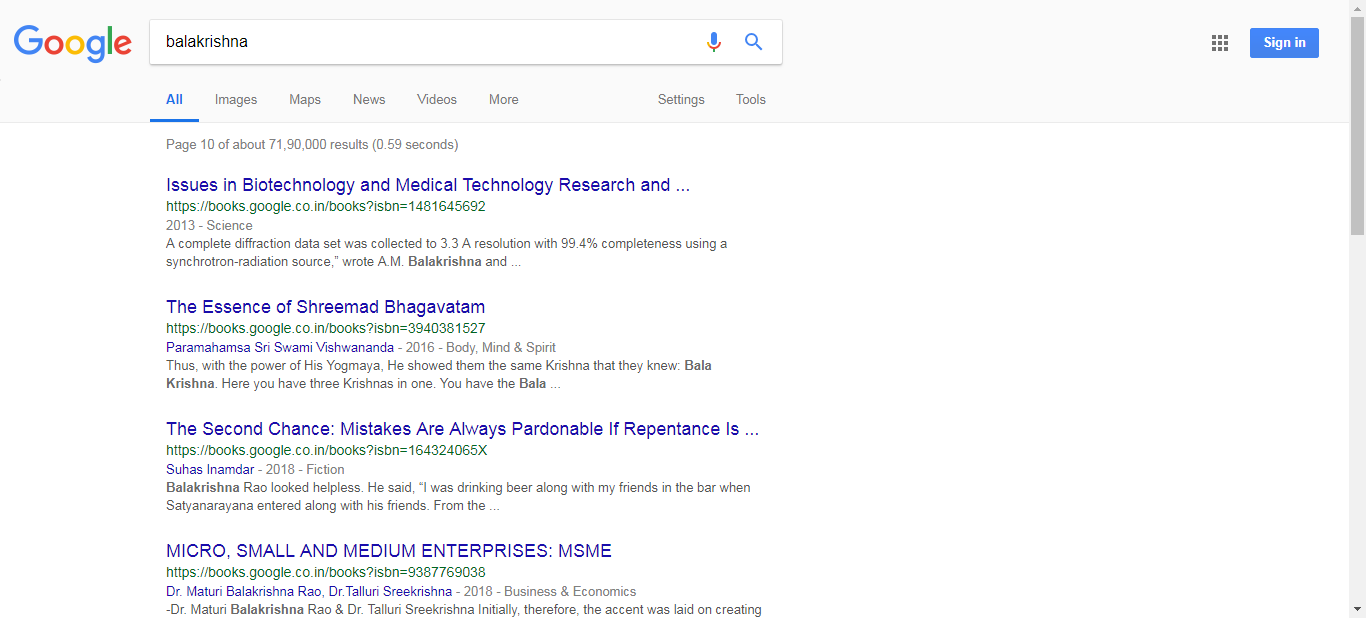 Google
balakrishna
Sign in
All Images Maps News Videos More Settings Tools
Page 10 of about 71,90,000 results (0.59 seconds)
Issues in Biotechnology and Medical Technology Research and ...
https://books.google.co.in/books?isbn=1481645692
2013 - Science
A complete diffraction data set was collected to 3.3 A resolution with 99.4% completeness using a
synchrotron-radiation source,” wrote A.M. Balakrishna and ...
The Essence of Shreemad Bhagavatam
https://books.google.co.in/books?isbn=3940381527
Paramahamsa Sri Swami Vishwananda - 2016 - Body, Mind & Spirit
Thus, with the power of His Yogmaya, He showed them the same Krishna that they knew: Bala
Krishna. Here you have three Krishnas in one. You have the Bala ...
The Second Chance: Mistakes Are Always Pardonable If Repentance Is ...
https://books.google.co.in/books?isbn=164324065X
Suhas Inamdar - 2018 - Fiction
Balakrishna Rao looked helpless. He said, “I was drinking beer along with my friends in the bar when
Satyanarayana entered along with his friends. From the ...
MICRO, SMALL AND MEDIUM ENTERPRISES: MSME
https://books.google.co.in/books?isbn=9387769038
Dr. Maturi Balakrishna Rao, Dr.Talluri Sreekrishna - 2018 - Business & Economics
-Dr. Maturi Balakrishna Rao & Dr. Talluri Sreekrishna Initially, therefore, the accent was laid on creating